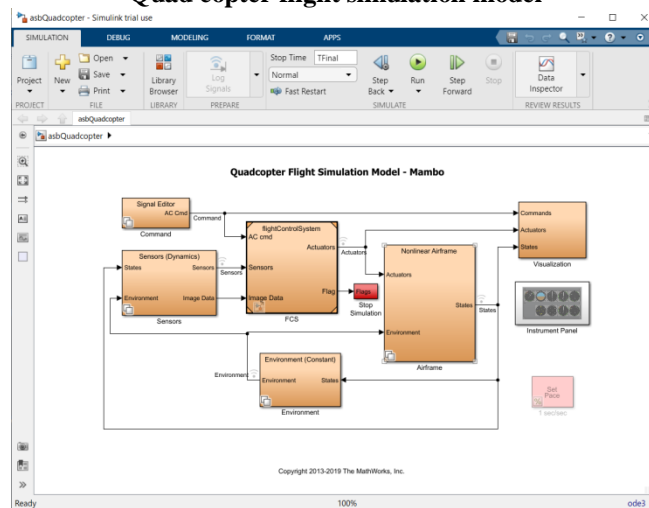 Quad copter flight simulation model
asbQuadcopter - Simulink trial use
SIMULATION DEBUG MODELING FORMAT APPS
Project
New
Open
Save
Print
Library Browser
Log Signals
Stop Time TFinal
Normal
Fast Restart
Step Back
Run
Step Forward
Stop
Data Inspector
PROJECT FILE LIBRARY PREPARE SIMULATE REVIEW RESULTS
asbQuadcopter
asbQuadcopter
Quadcopter Flight Simulation Model - Mambo
Signal Editor
AC Cmd
Command
Command
flightControlSystem
AC cmd
Actuators
Sensors
Flag
Image Data
FCS
Actuators
Flags
Stop
Simulation
Sensors (Dynamics)
States Sensors
Environment Image Data
Sensors
Sensors
Nonlinear Airframe
Actuators
States
Environment
Airframe
States
Commands
Actuators
States
Visualization
Instrument Panel
Environment (Constant)
Environment States
Environment
Environment
Set
Pace
1 sec/sec
Copyright 2013-2019 The MathWorks, Inc.
Ready 100% ode3